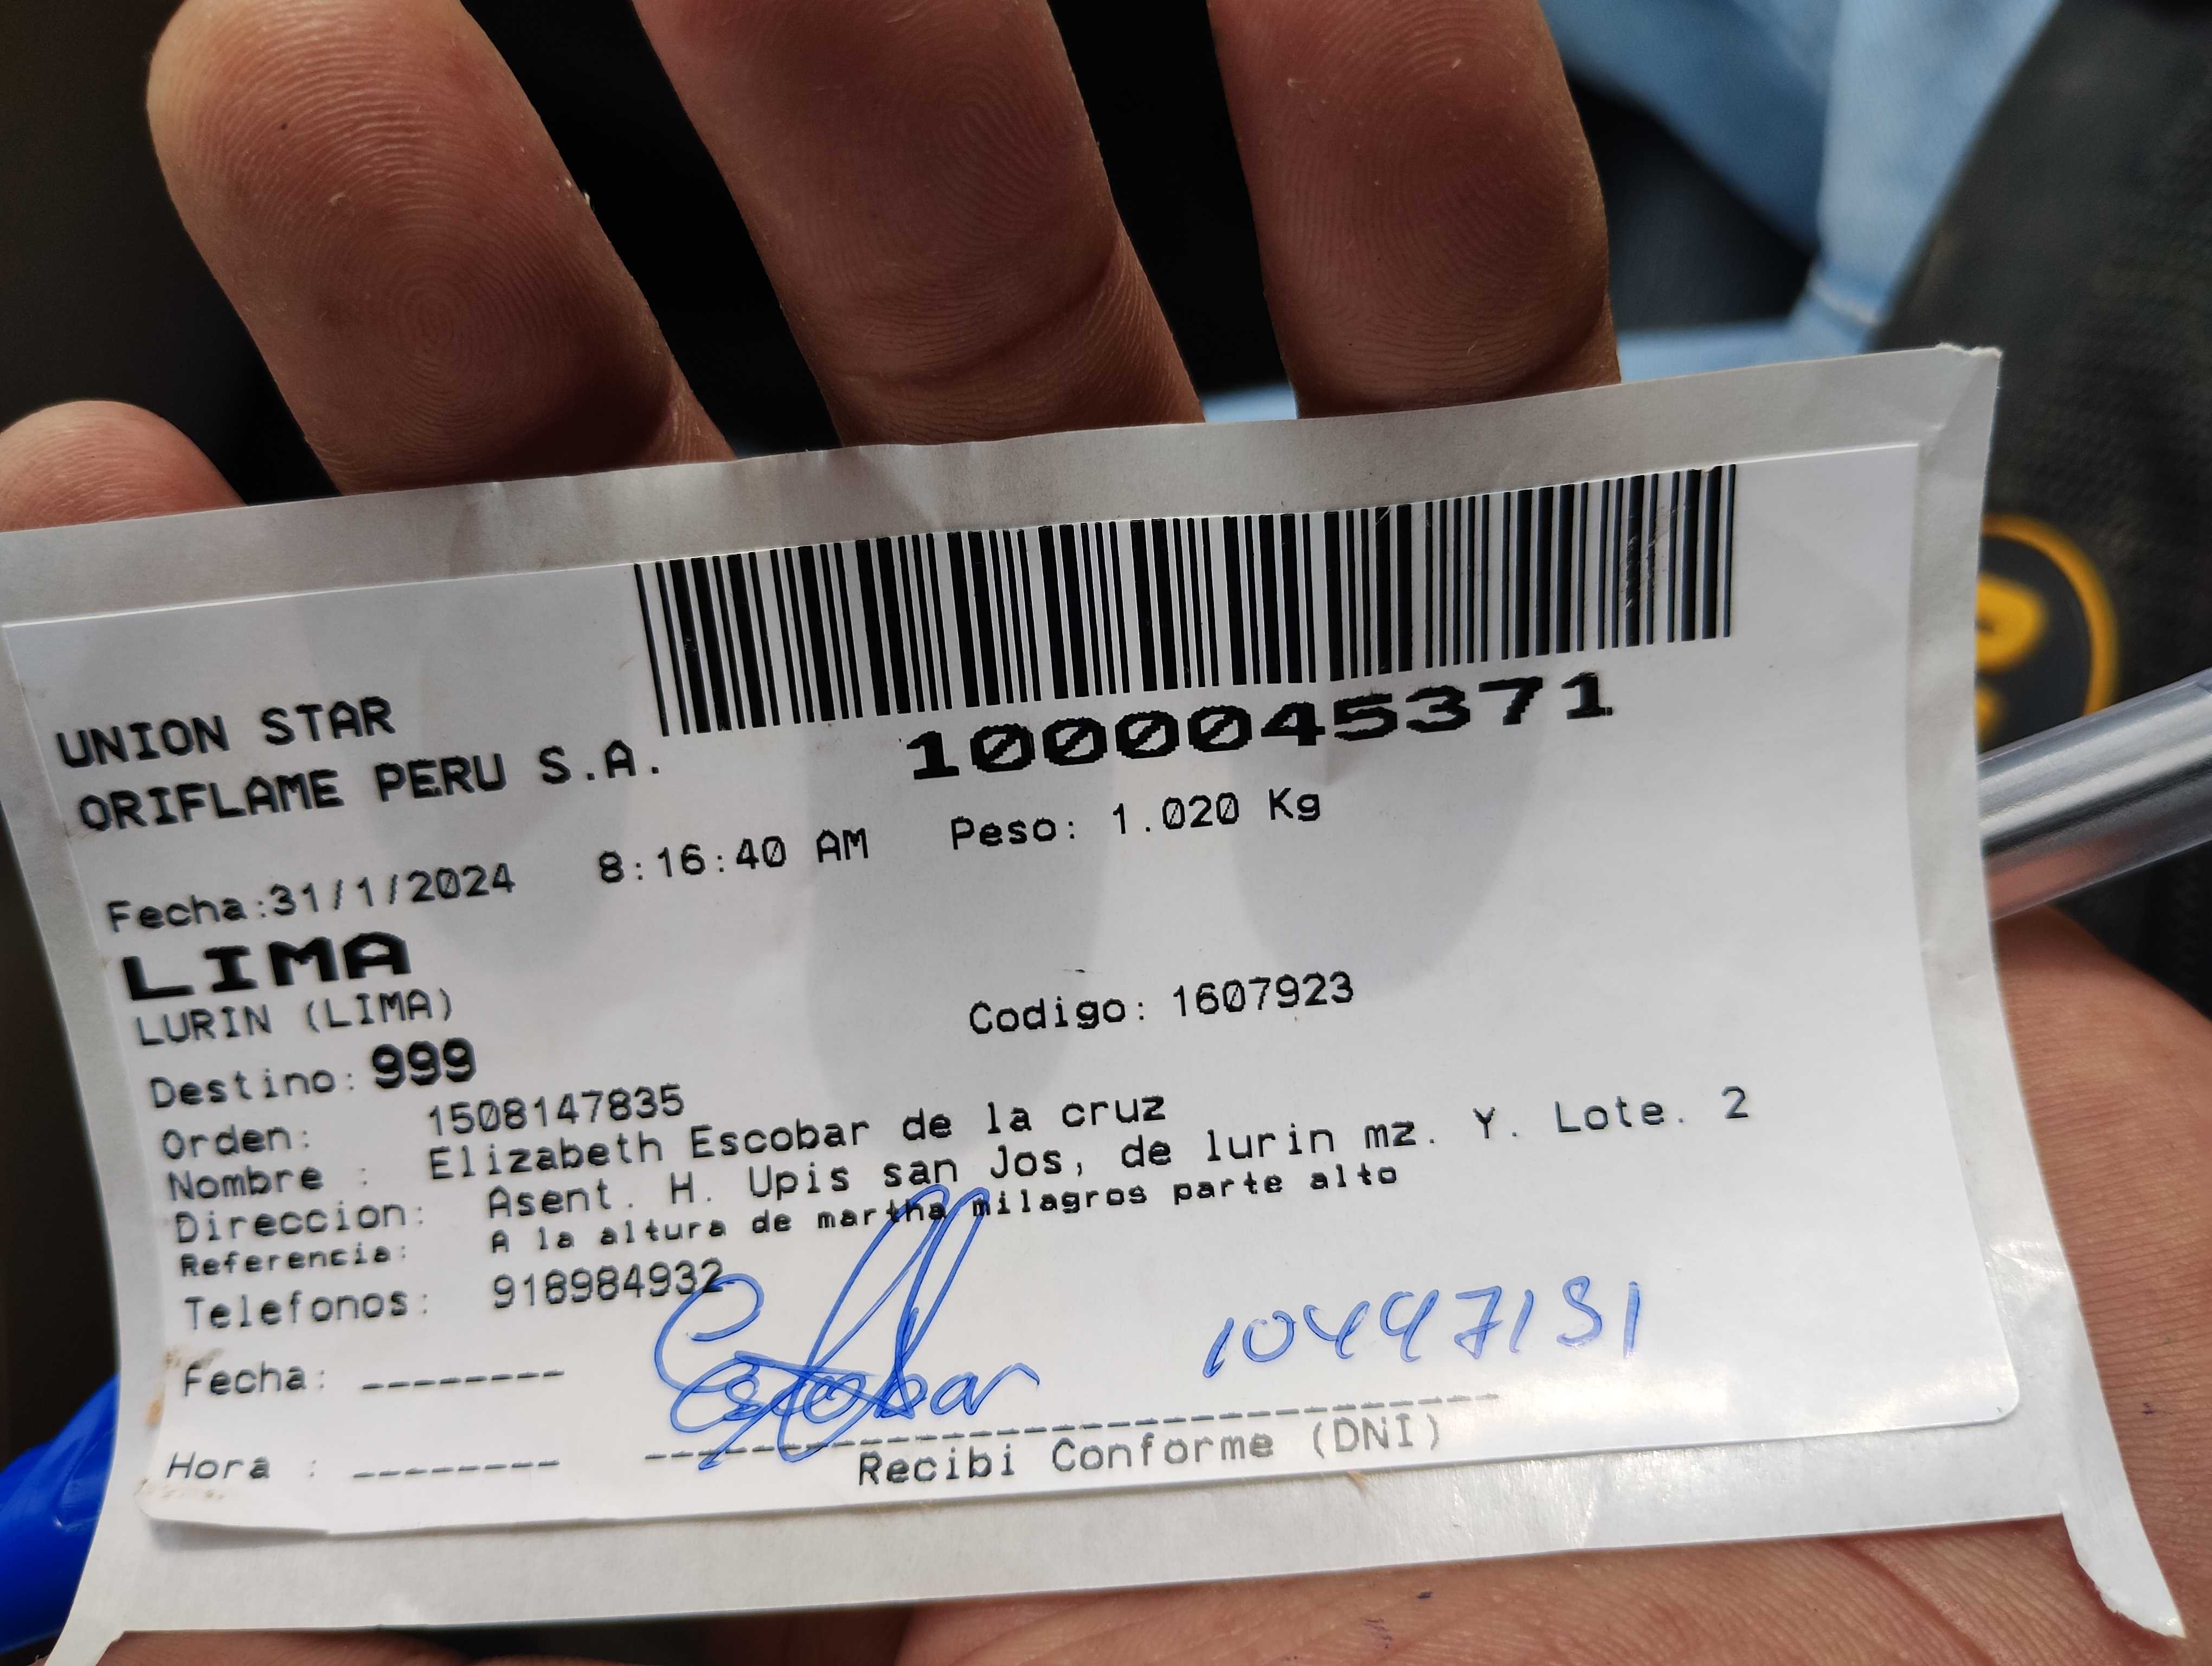 1000045371
UNION STAR
ORIFLAME PERU S.A.
Fecha:31/1/2024 8:16:40 AM Peso: 1.020 Kg
LIMA
LURIN (LIMA)
Codigo: 1607923
Destino: 999
Orden: 1508147835
Nombre : Elizabeth Escobar de la cruz
Direccion: Asent. H. Upis san Jos, de lurin mz. Y. Lote. 2
Referencia: A la altura de martha milagros parte alto
Telefonos: 918984932
Fecha: --------
Escobar 10447151
Hora : --------
Recibi Conforme (DNI)